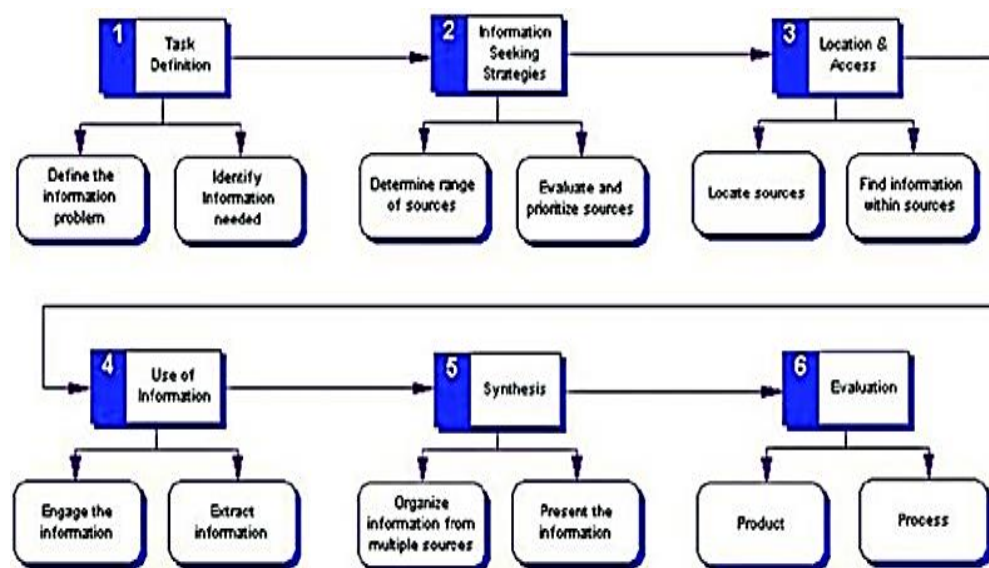 1
Task
Definition
2
Information
Seeking
Strategies
3
Location &
Access
Define the
information
problem
Identify
Information
needed
Determine range
of sources
Evaluate and
prioritize sources
Locate sources
Find information
within sources
4
Use of
Information
5
Synthesis
6
Evaluation
Engage the
information
Extract
information
Organize
information from
multiple sources
Present the
information
Product
Process